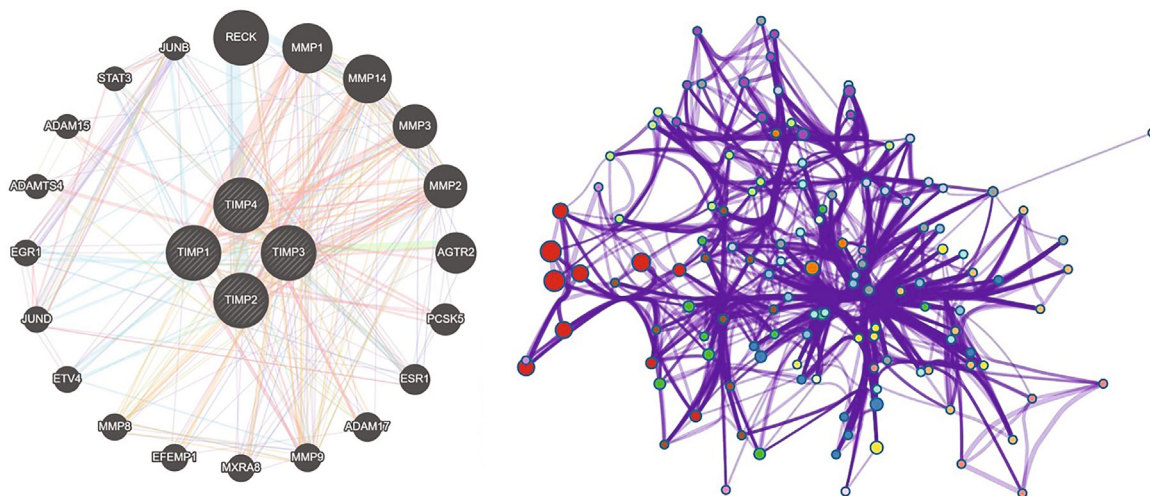 RECK
JUNB
MMP1
STAT3
MMP14
ADAM15
MMP3
ADAMTS4
MMP2
TIMP4
EGR1
TIMP1
TIMP3
AGTR2
TIMP2
JUND
PCSK5
ETV4
ESR1
MMP8
ADAM17
EFEMP1
MXRA8
MMP9